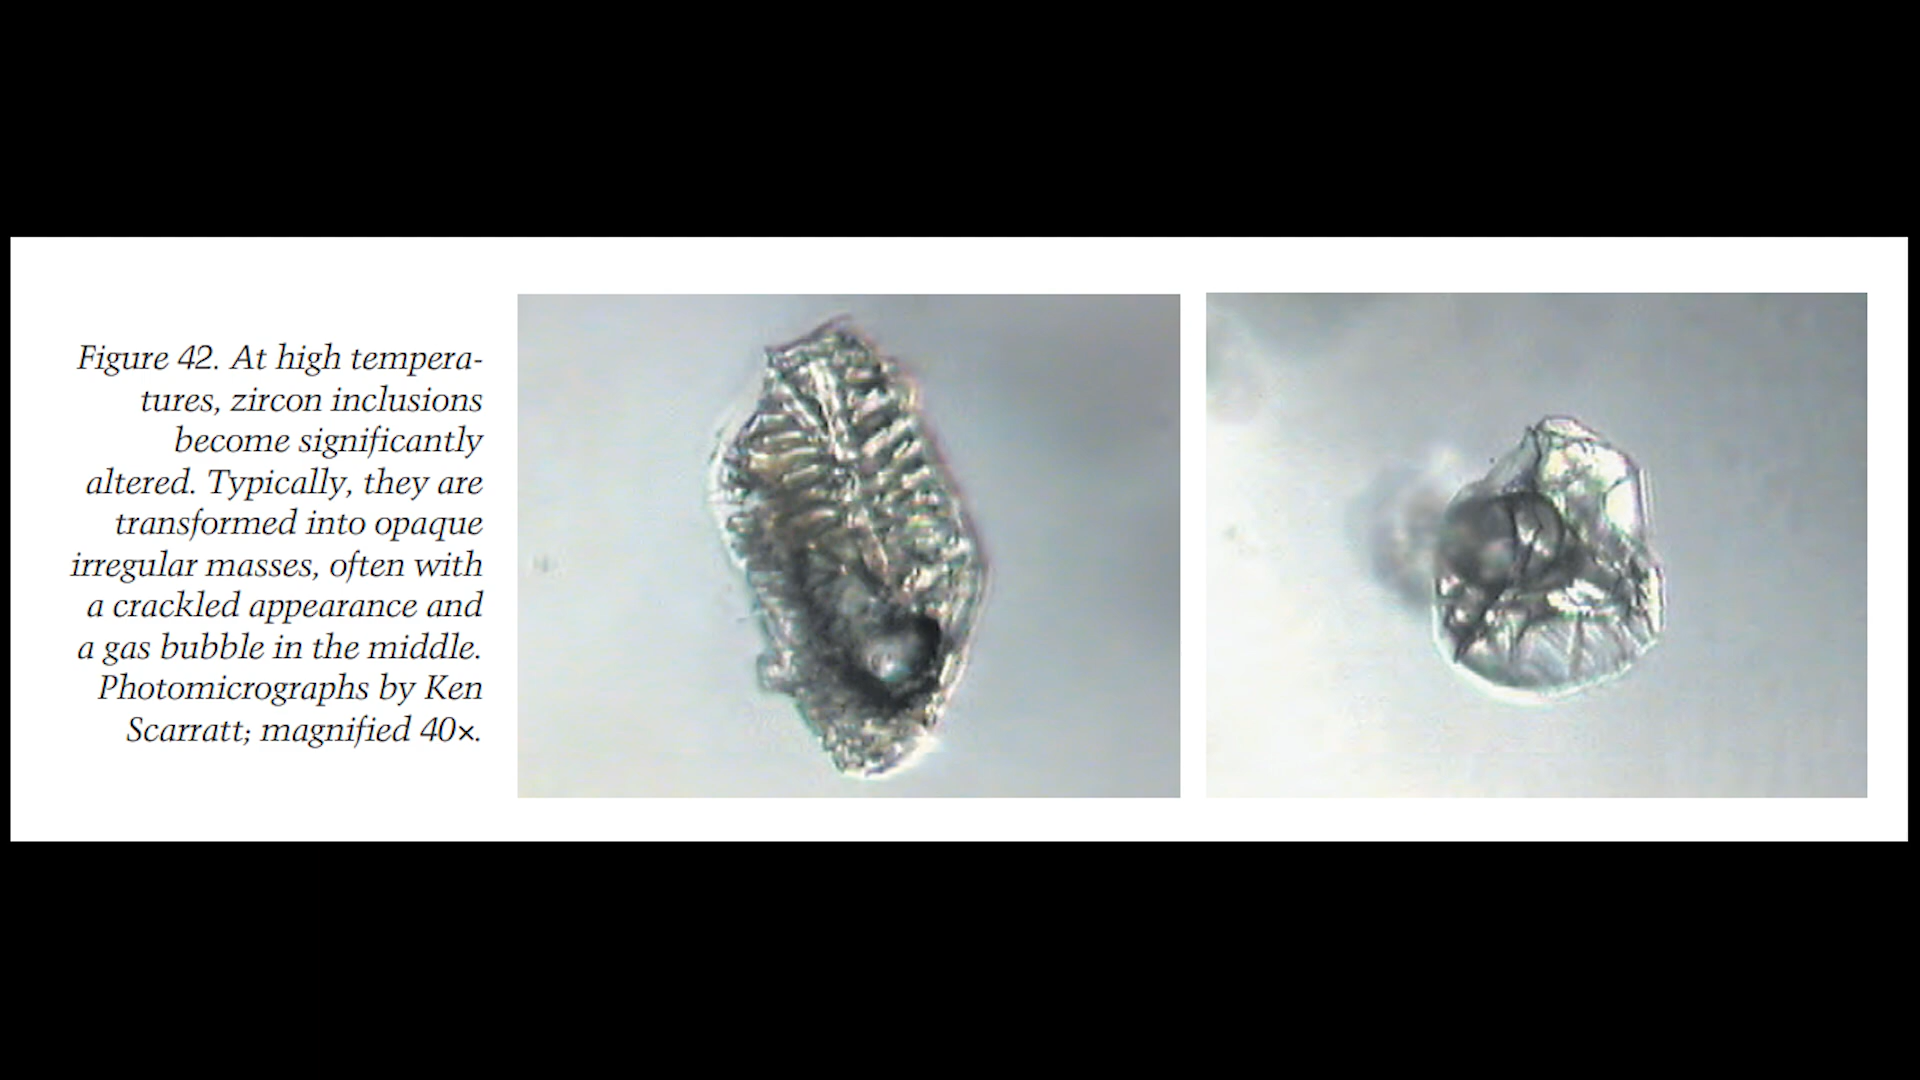 Figure 42. At high tempera-
tures, zircon inclusions
become significantly
altered. Typically, they are
transformed into opaque
irregular masses, often with
a crackled appearance and
a gas bubble in the middle.
Photomicrographs by Ken
Scarratt; magnified 40×.